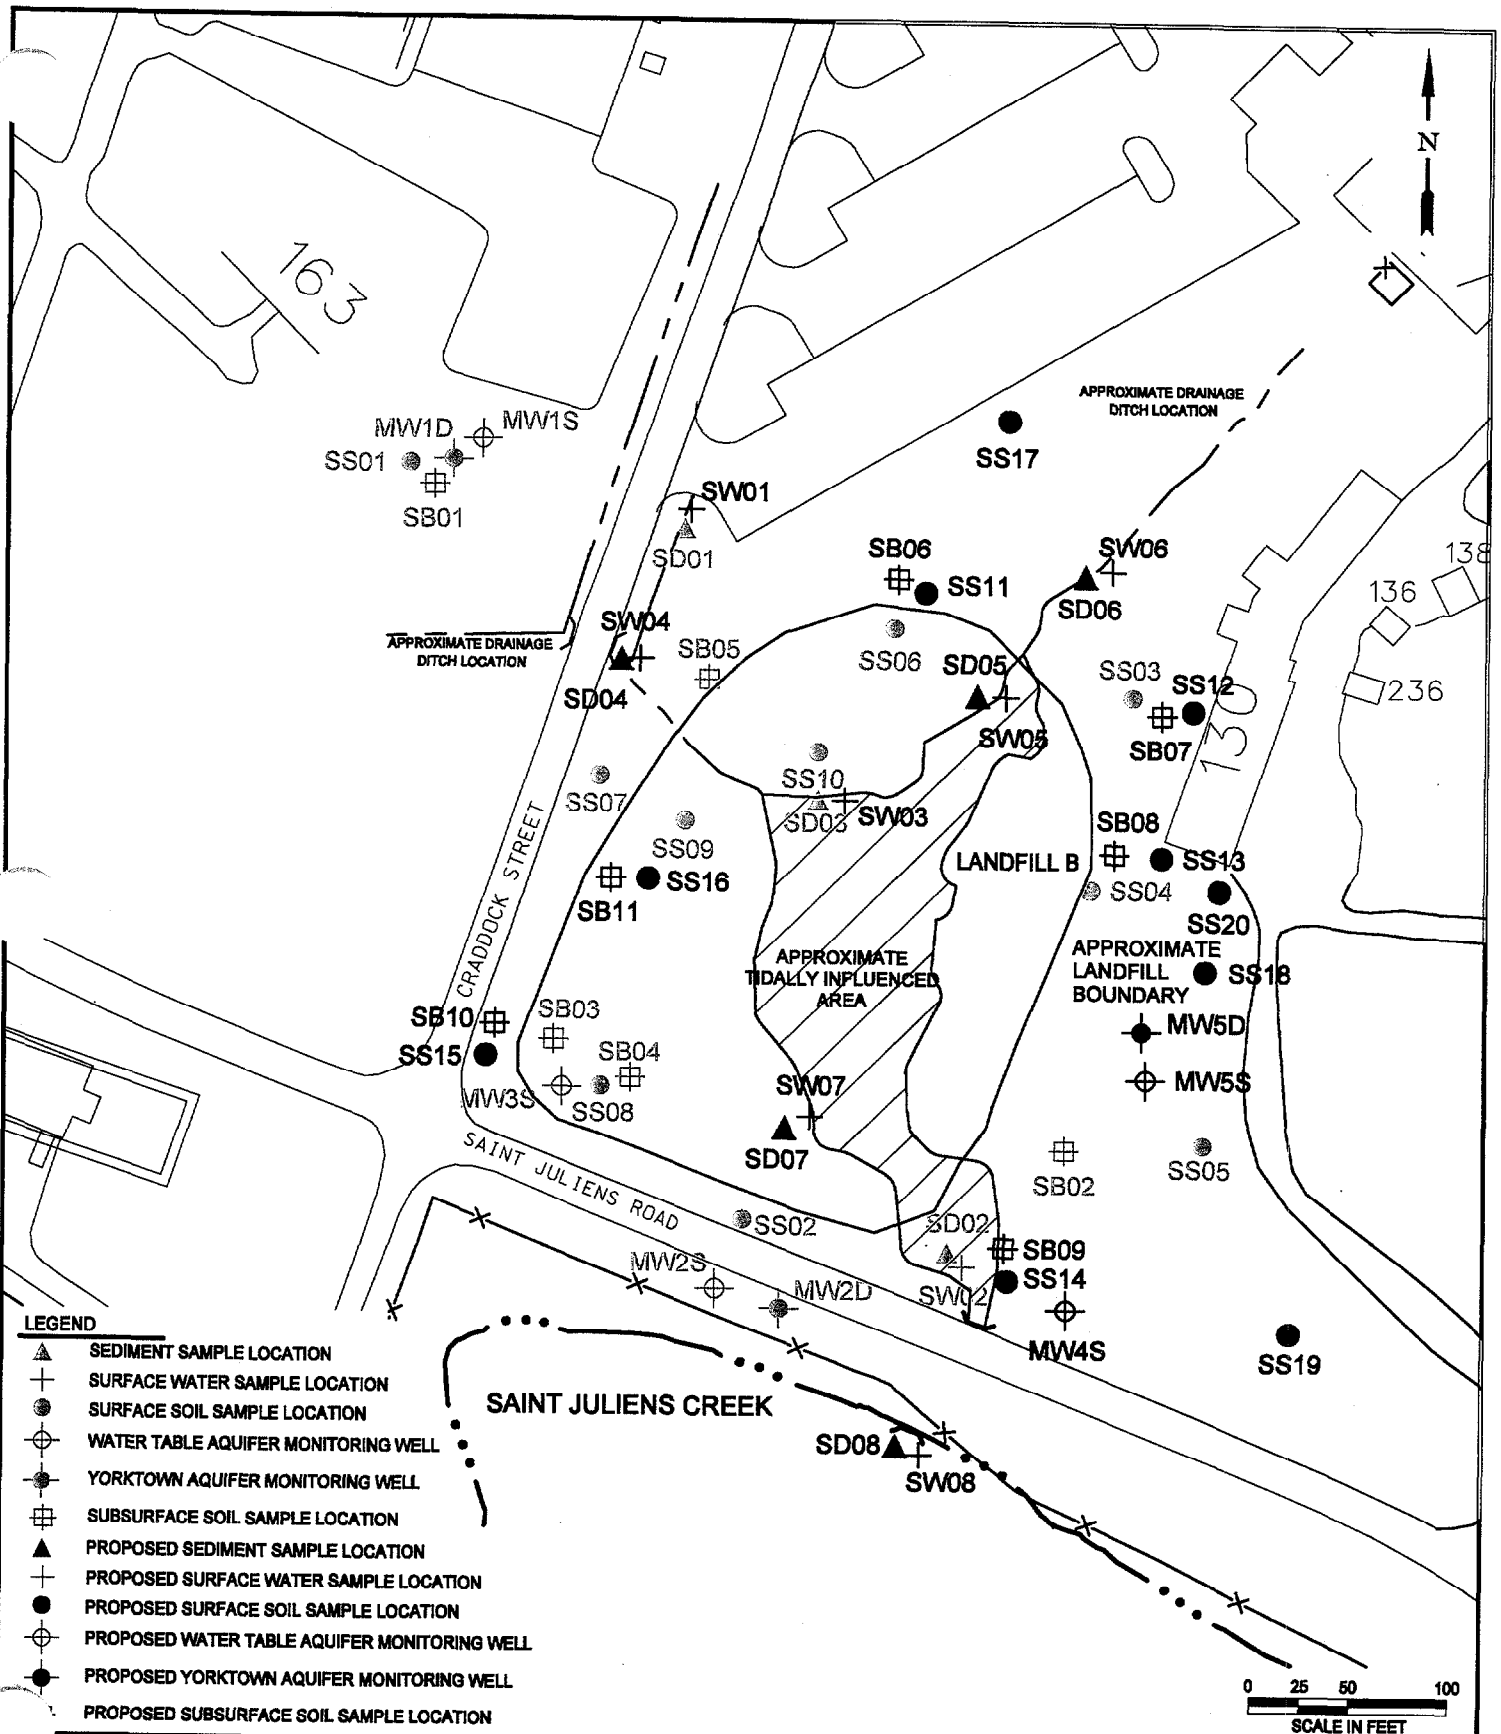 N
163
APPROXIMATE DRAINAGE
DITCH LOCATION
MW1D
MW1S
SS01
SB01
SS17
SW01
SD01
SB06
SS11
SW06
SD06
138
136
236
APPROXIMATE DRAINAGE
DITCH LOCATION
SW04
SD04
SB05
SS06
SD05
SW05
SS03
SS12
SB07
130
SS10
SD03
SW03
SS07
SS09
SS16
SB11
LANDFILL B
SB08
SS13
SS04
SS20
CRADDOCK STREET
APPROXIMATE
TIDALLY INFLUENCED
AREA
APPROXIMATE
LANDFILL
BOUNDARY
SS18
MW5D
MW5S
SB10
SS15
SB03
SB04
MW3S
SS08
SW07
SD07
SB02
SS05
SAINT JULIENS ROAD
SS02
SD02
SB09
SS14
SW02
MW2S
MW2D
MW4S
SS19
SAINT JULIENS CREEK
SD08
SW08
LEGEND
SEDIMENT SAMPLE LOCATION
SURFACE WATER SAMPLE LOCATION
SURFACE SOIL SAMPLE LOCATION
WATER TABLE AQUIFER MONITORING WELL
YORKTOWN AQUIFER MONITORING WELL
SUBSURFACE SOIL SAMPLE LOCATION
PROPOSED SEDIMENT SAMPLE LOCATION
PROPOSED SURFACE WATER SAMPLE LOCATION
PROPOSED SURFACE SOIL SAMPLE LOCATION
PROPOSED WATER TABLE AQUIFER MONITORING WELL
PROPOSED YORKTOWN AQUIFER MONITORING WELL
PROPOSED SUBSURFACE SOIL SAMPLE LOCATION
0 25 50 100
SCALE IN FEET